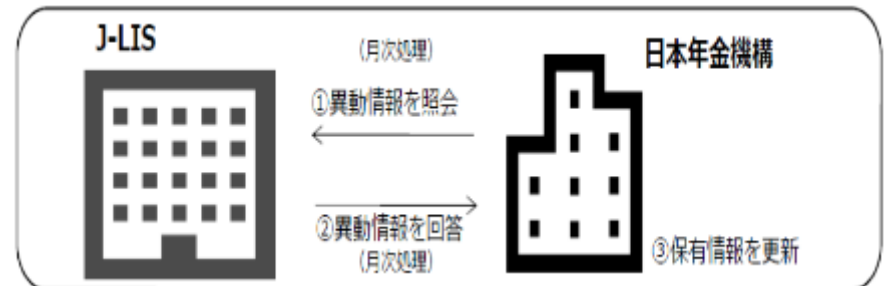 J-LIS
(月次処理)
日本年金機構
①異動情報を照会
②異動情報を回答
(月次処理)
③保有情報を更新